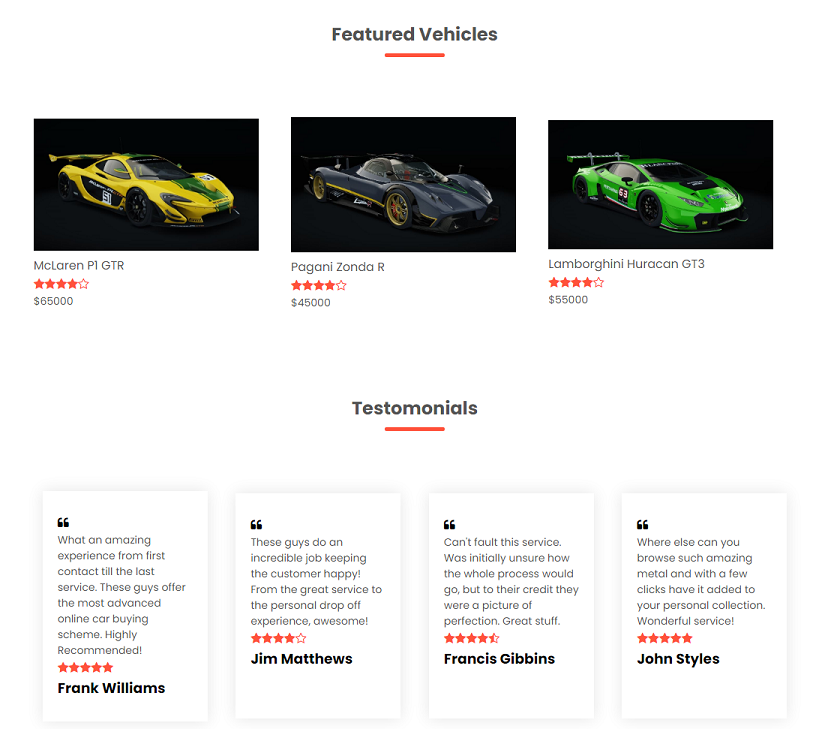 Featured Vehicles
51
63
McLaren P1 GTR
$65000
Pagani Zonda R
$45000
Lamborghini Huracan GT3
$55000
Testomonials
What an amazing
experience from first
contact till the last
service. These guys offer
the most advanced
online car buying
scheme. Highly
Recommended!
Frank Williams
These guys do an
incredible job keeping
the customer happy!
From the great service to
the personal drop off
experience, awesome!
Jim Matthews
Can't fault this service.
Was initially unsure how
the whole process would
go, but to their credit they
were a picture of
perfection. Great stuff.
Francis Gibbins
Where else can you
browse such amazing
metal and with a few
clicks have it added to
your personal collection.
Wonderful service!
John Styles